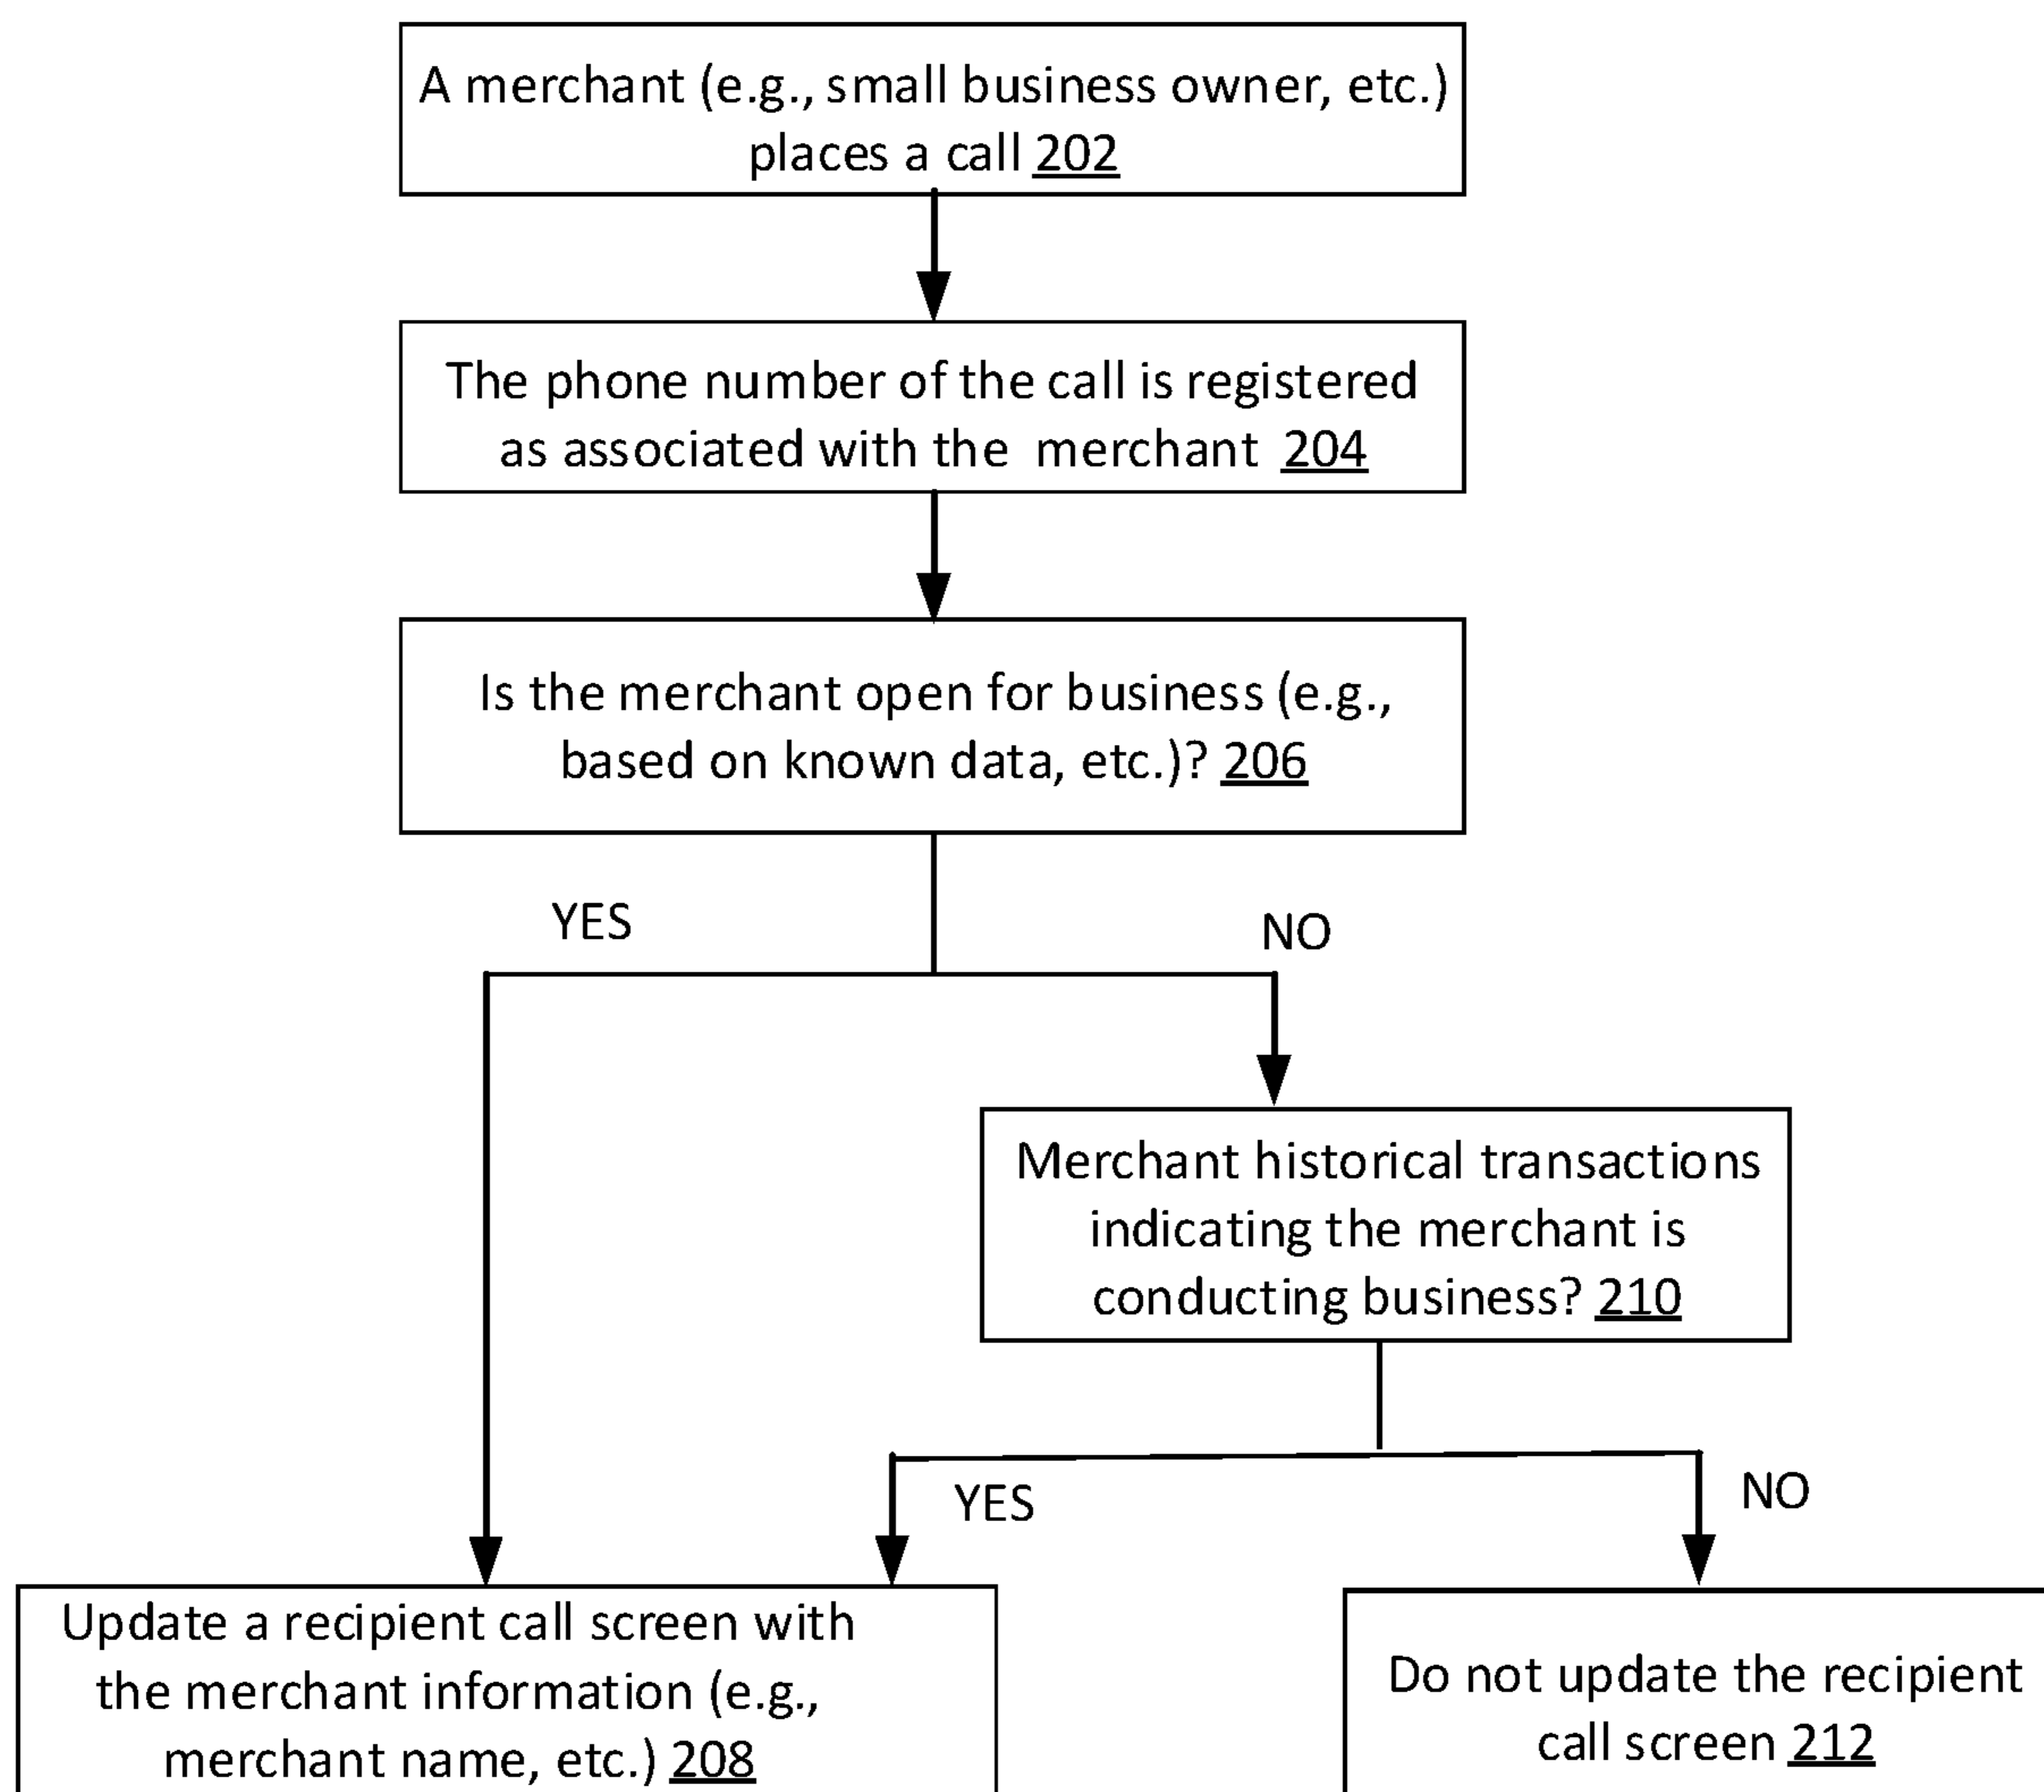 A merchant (e.g., small business owner, etc.)
places a call 202
The phone number of the call is registered
as associated with the merchant 204
Is the merchant open for business (e.g.,
based on known data, etc.)? 206
YES
NO
Merchant historical transactions
indicating the merchant is
conducting business? 210
YES
NO
Update a recipient call screen with
the merchant information (e.g.,
merchant name, etc.) 208
Do not update the recipient
call screen 212